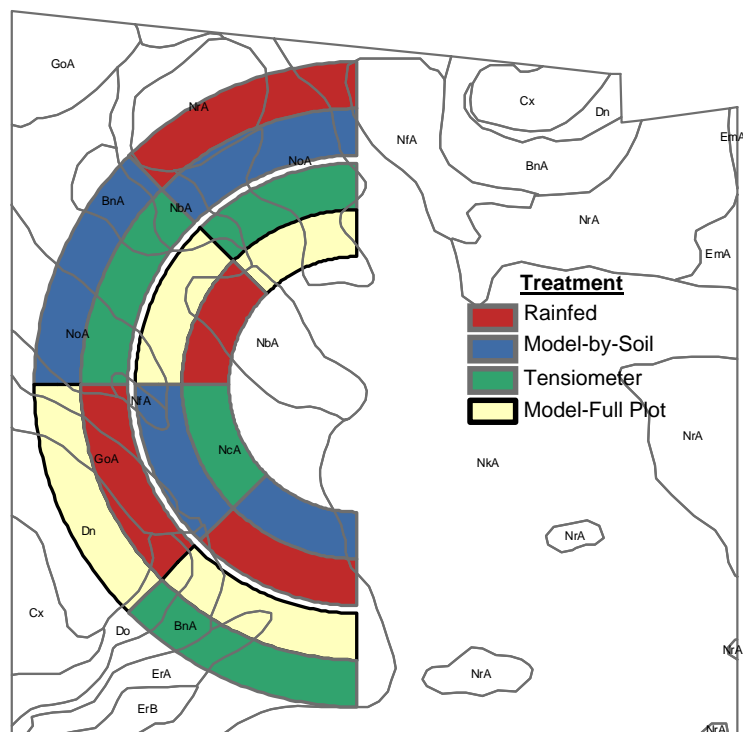 GoA
Cx
Dn
NrA
EmA
NfA
NoA
BnA
BnA
NbA
NrA
EmA
Treatment
Rainfed
Model-by-Soil
Tensiometer
Model-Full Plot
NoA
NbA
NfA
NrA
NcA
GoA
NkA
Dn
NrA
Cx
Do
BnA
NrA
ErA
NrA
ErB
NrA